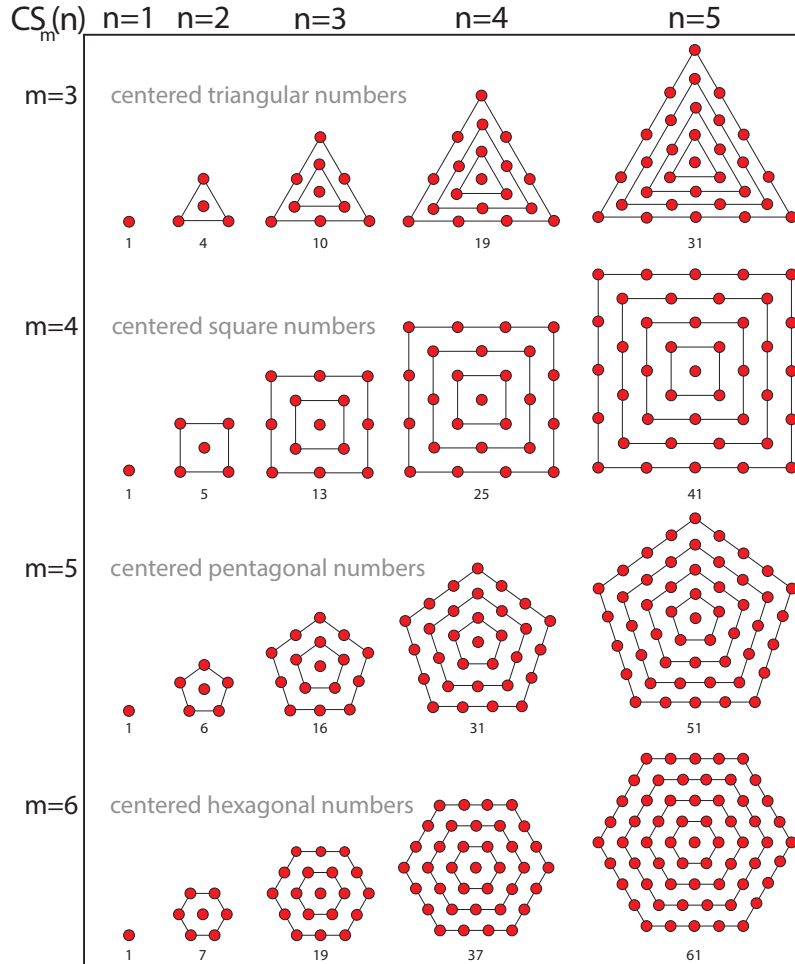 CSm(n) n=1 n=2 n=3 n=4 n=5
m=3 centered triangular numbers
1 4 10 19 31
m=4 centered square numbers
1 5 13 25 41
m=5 centered pentagonal numbers
1 6 16 31 51
m=6 centered hexagonal numbers
1 7 19 37 61